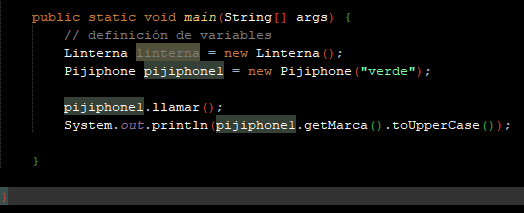 public static void main(String[] args) {
// definición de variables
Linterna linterna = new Linterna();
Pijiphone pijiphone1 = new Pijiphone("verde");
pijiphone1.llamar();
System.out.println(pijiphone1.getMarca().toUpperCase());
}
}